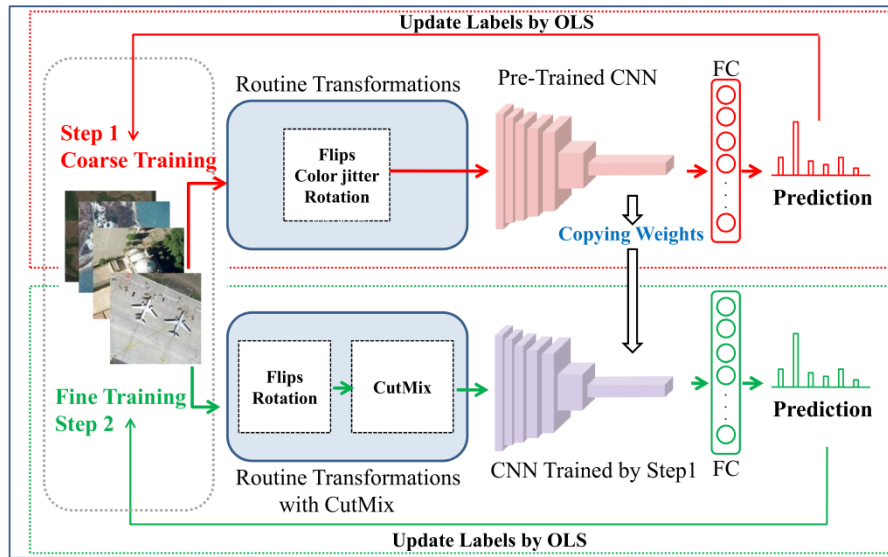 Update Labels by OLS
Routine Transformations
Pre-Trained CNN
FC
Step 1
Coarse Training
Flips
Color jitter
Rotation
Prediction
Copying Weights
Fine Training
Step 2
Flips
Rotation
CutMix
Prediction
Routine Transformations
with CutMix
CNN Trained by Step1
FC
Update Labels by OLS